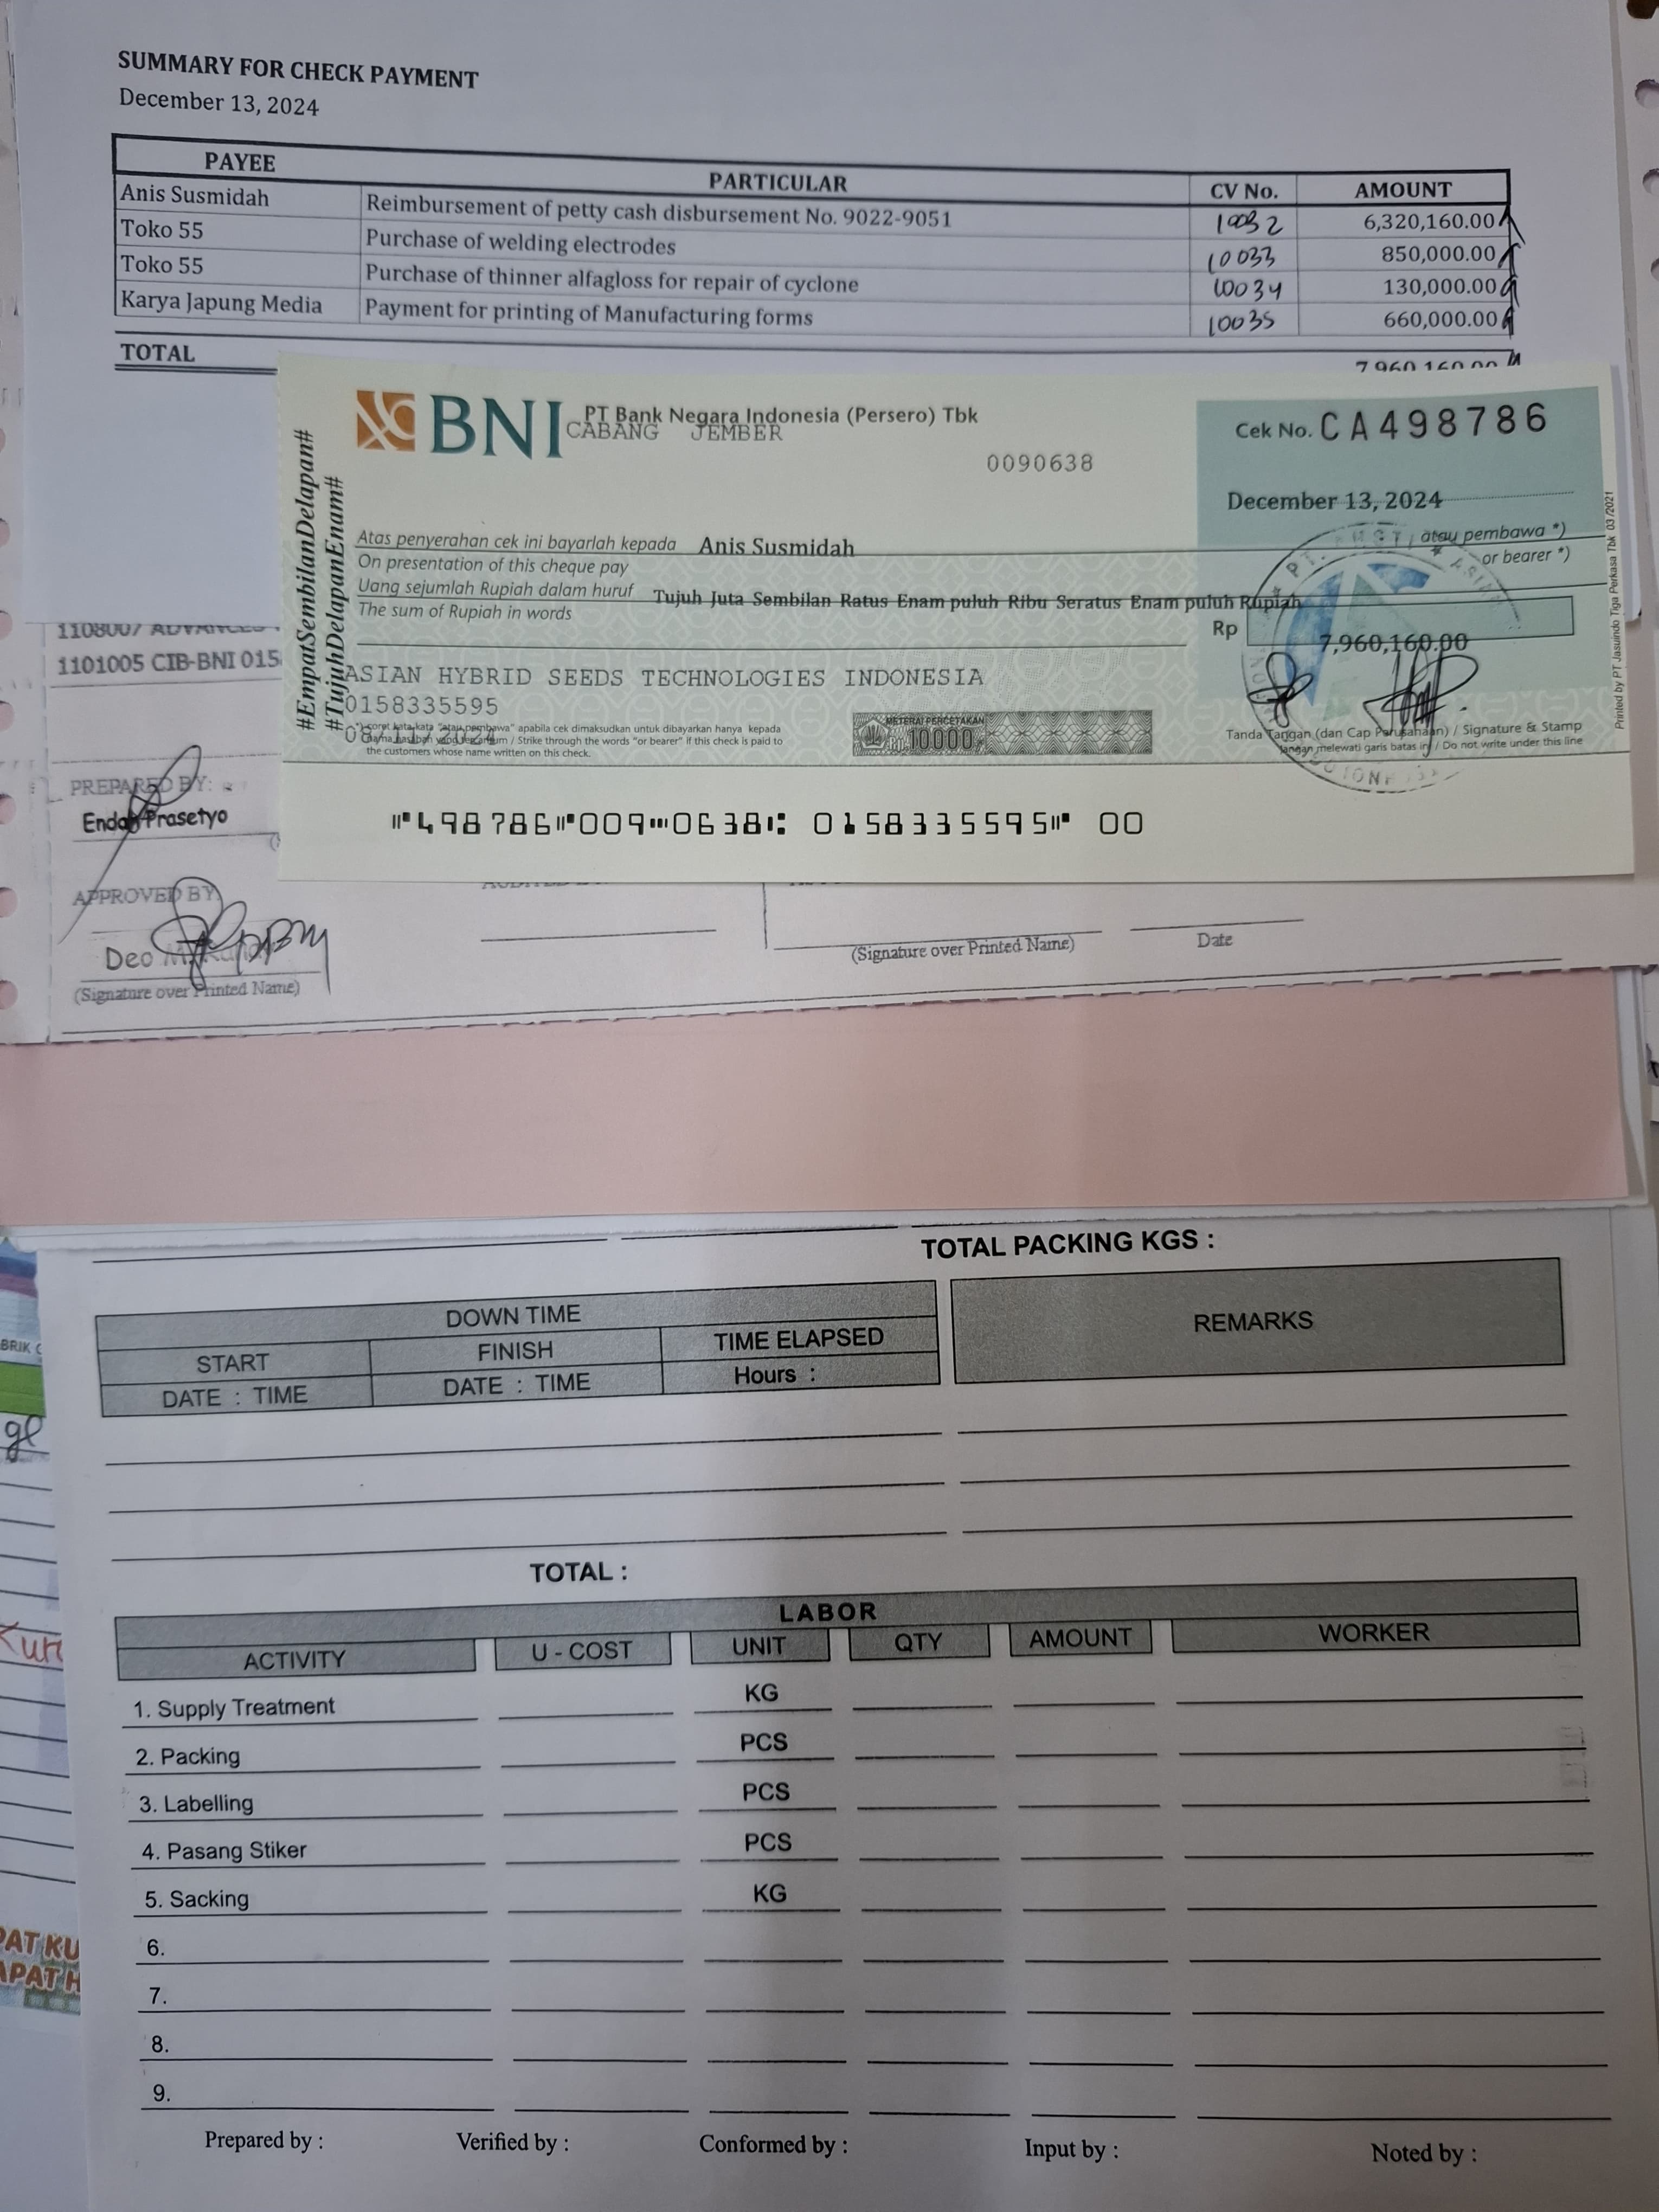 SUMMARY FOR CHECK PAYMENT
December 13, 2024
PAYEE PARTICULAR CV No. AMOUNT
Anis Susmidah Reimbursement of petty cash disbursement No. 9022-9051 10032 6,320,160.00
Toko 55 Purchase of welding electrodes 10033 850,000.00
Toko 55 Purchase of thinner alfagloss for repair of cyclone 10034 130,000.00
Karya Japung Media Payment for printing of Manufacturing forms 10035 660,000.00
TOTAL 7,960,160.00
#EmpatSembilanDelapan#
#TujuhDelapanEnam#
BNI PT Bank Negara Indonesia (Persero) Tbk
CABANG JEMBER
0090638
Cek No. CA498786
December 13, 2024
Atas penyerahan cek ini bayarlah kepada Anis Susmidah atau pembawa *)
On presentation of this cheque pay or bearer *)
Uang sejumlah Rupiah dalam huruf Tujuh Juta Sembilan Ratus Enam puluh Ribu Seratus Enam puluh Rupiah
The sum of Rupiah in words
Rp 7,960,160.00
ASIAN HYBRID SEEDS TECHNOLOGIES INDONESIA
0158335595
*) coret kata-kata "atau pembawa" apabila cek dimaksudkan untuk dibayarkan hanya kepada
/ Strike through the words "or bearer" if this check is paid to
the customers whose name written on this check.
METERAI PERCETAKAN
10000
Tanda Tangan (dan Cap Perusahaan) / Signature & Stamp
Jangan melewati garis batas ini / Do not write under this line
Printed by PT Jasuindo Tiga Perkasa Tbk 03/2021
498786 009 0638 0158335595 00
1108007 ADVANCES
1101005 CIB-BNI 015
PREPARED BY:
Endah Prasetyo
APPROVED BY
Deo
(Signature over Printed Name)
(Signature over Printed Name)
Date
TOTAL PACKING KGS :
DOWN TIME REMARKS
START FINISH TIME ELAPSED
DATE : TIME DATE : TIME Hours :
TOTAL :
LABOR
ACTIVITY U - COST UNIT QTY AMOUNT WORKER
1. Supply Treatment KG
2. Packing PCS
3. Labelling PCS
4. Pasang Stiker PCS
5. Sacking KG
6.
7.
8.
9.
Prepared by : Verified by : Conformed by : Input by : Noted by :